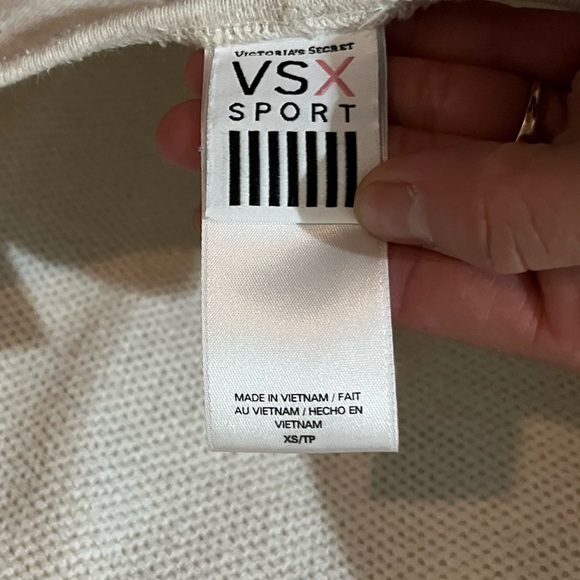 VICTORIA'S SECRET
VSX
SPORT
MADE IN VIETNAM / FAIT
AU VIETNAM / HECHO EN
VIETNAM
XS/TP